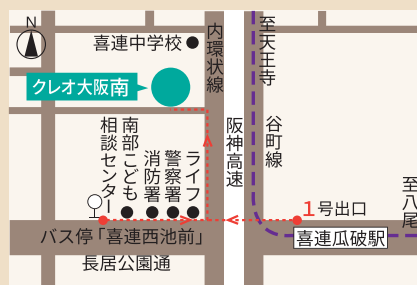 N
喜連中学校
内環状線
至天王寺
クレオ大阪南
相談センター
南部こども
消防署
警察署
ライフ
阪神高速
谷町線
至八尾
1号出口
バス停「喜連西池前」
喜連瓜破駅
長居公園通